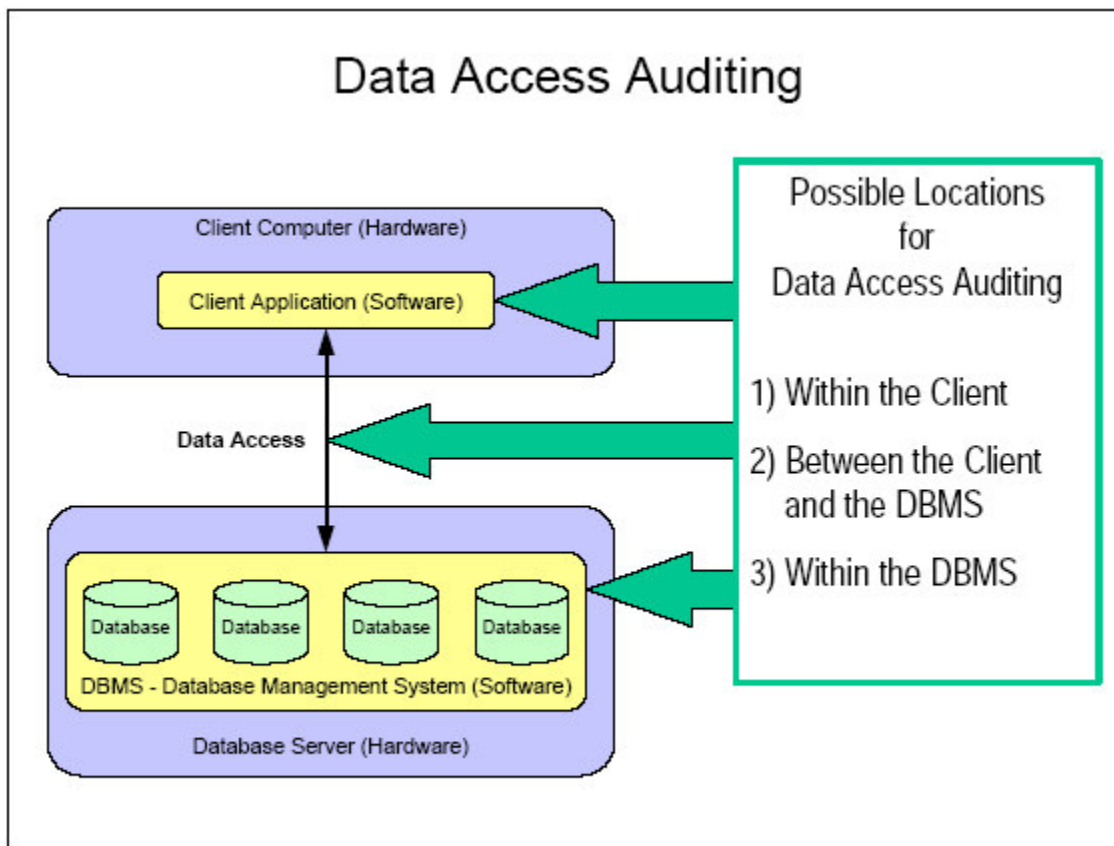 Data Access Auditing
Client Computer (Hardware)
Client Application (Software)
Data Access
Database
Database
Database
Database
DBMS - Database Management System (Software)
Database Server (Hardware)
Possible Locations
for
Data Access Auditing
1) Within the Client
2) Between the Client
and the DBMS
3) Within the DBMS